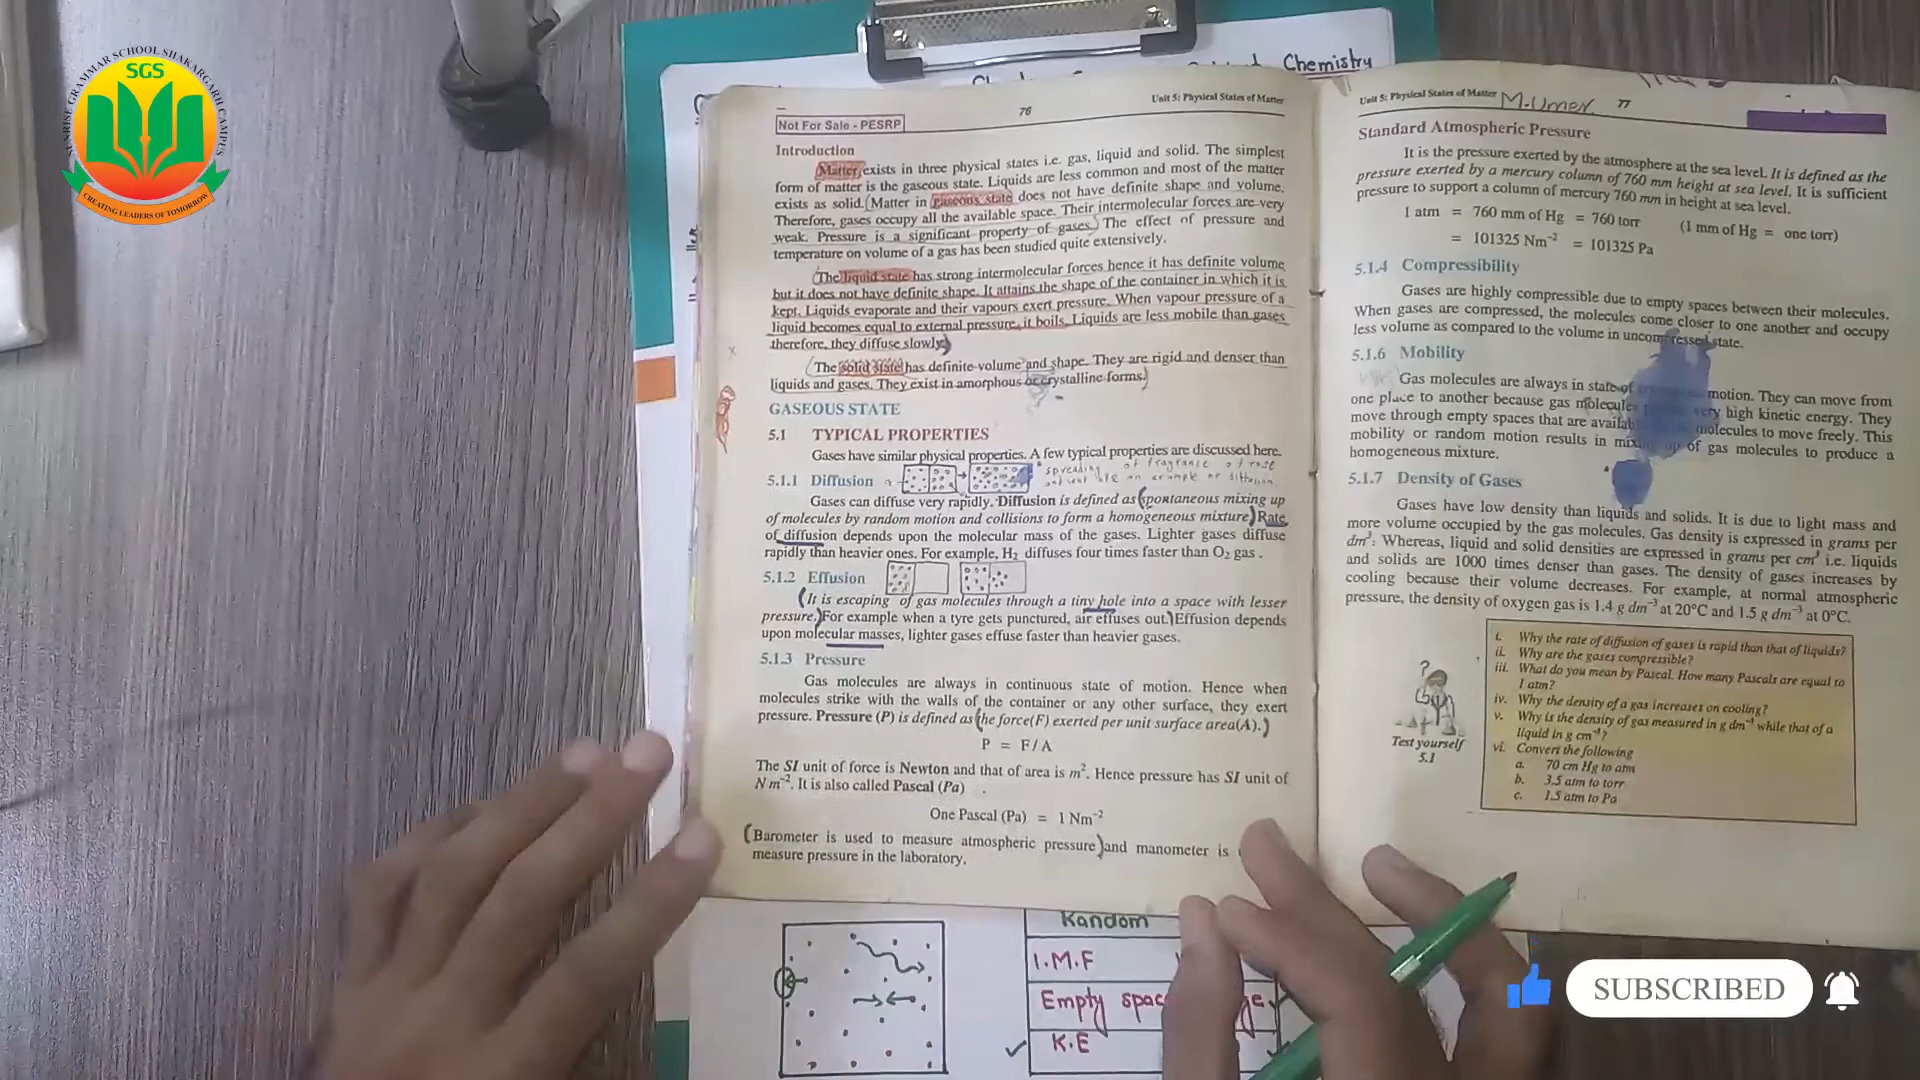 SUNRISE GRAMMAR SCHOOL SHAKARGARH CAMPUS
SGS
CREATING LEADERS OF TOMORROW
Chemistry
76
Unit 5: Physical States of Matter
Not For Sale - PESRP
Introduction
Matter exists in three physical states i.e. gas, liquid and solid. The simplest
form of matter is the gaseous state. Liquids are less common and most of the matter
exists as solid. Matter in gaseous state does not have definite shape and volume.
Therefore, gases occupy all the available space. Their intermolecular forces are very
weak. Pressure is a significant property of gases. The effect of pressure and
temperature on volume of a gas has been studied quite extensively.
The liquid state has strong intermolecular forces hence it has definite volume
but it does not have definite shape. It attains the shape of the container in which it is
kept. Liquids evaporate and their vapours exert pressure. When vapour pressure of a
liquid becomes equal to external pressure, it boils. Liquids are less mobile than gases
therefore, they diffuse slowly.
The solid state has definite volume and shape. They are rigid and denser than
liquids and gases. They exist in amorphous or crystalline forms.
GASEOUS STATE
5.1 TYPICAL PROPERTIES
Gases have similar physical properties. A few typical properties are discussed here.
5.1.1 Diffusion
spreading of fragrance of rose
an example of diffusion
Gases can diffuse very rapidly. Diffusion is defined as (spontaneous mixing up
of molecules by random motion and collisions to form a homogeneous mixture) Rate
of diffusion depends upon the molecular mass of the gases. Lighter gases diffuse
rapidly than heavier ones. For example, H₂ diffuses four times faster than O₂ gas.
5.1.2 Effusion
(It is escaping of gas molecules through a tiny hole into a space with lesser
pressure.) For example when a tyre gets punctured, air effuses out.) Effusion depends
upon molecular masses, lighter gases effuse faster than heavier gases.
5.1.3 Pressure
Gas molecules are always in continuous state of motion. Hence when
molecules strike with the walls of the container or any other surface, they exert
pressure. Pressure (P) is defined as (the force(F) exerted per unit surface area(A).)
P = F/A
The SI unit of force is Newton and that of area is m². Hence pressure has SI unit of
N m⁻². It is also called Pascal (Pa)
One Pascal (Pa) = 1 Nm⁻²
(Barometer is used to measure atmospheric pressure) and manometer is
measure pressure in the laboratory.
Unit 5: Physical States of Matter
M.Umer
77
Standard Atmospheric Pressure
It is the pressure exerted by the atmosphere at the sea level. It is defined as the
pressure exerted by a mercury column of 760 mm height at sea level. It is sufficient
pressure to support a column of mercury 760 mm in height at sea level.
1 atm = 760 mm of Hg = 760 torr (1 mm of Hg = one torr)
= 101325 Nm⁻² = 101325 Pa
5.1.4 Compressibility
Gases are highly compressible due to empty spaces between their molecules.
When gases are compressed, the molecules come closer to one another and occupy
less volume as compared to the volume in uncompressed state.
5.1.6 Mobility
Gas molecules are always in state of motion. They can move from
one place to another because gas molecules very high kinetic energy. They
move through empty spaces that are available molecules to move freely. This
mobility or random motion results in mixing up of gas molecules to produce a
homogeneous mixture.
5.1.7 Density of Gases
Gases have low density than liquids and solids. It is due to light mass and
more volume occupied by the gas molecules. Gas density is expressed in grams per
dm³. Whereas, liquid and solid densities are expressed in grams per cm³ i.e. liquids
and solids are 1000 times denser than gases. The density of gases increases by
cooling because their volume decreases. For example, at normal atmospheric
pressure, the density of oxygen gas is 1.4 g dm⁻³ at 20°C and 1.5 g dm⁻³ at 0°C.
Test yourself
5.1
i. Why the rate of diffusion of gases is rapid than that of liquids?
ii. Why are the gases compressible?
iii. What do you mean by Pascal. How many Pascals are equal to
1 atm?
iv. Why the density of a gas increases on cooling?
v. Why is the density of gas measured in g dm⁻³ while that of a
liquid in g cm⁻³?
vi. Convert the following
a. 70 cm Hg to atm
b. 3.5 atm to torr
c. 1.5 atm to Pa
Random
I.M.F
Empty
K.E
SUBSCRIBED